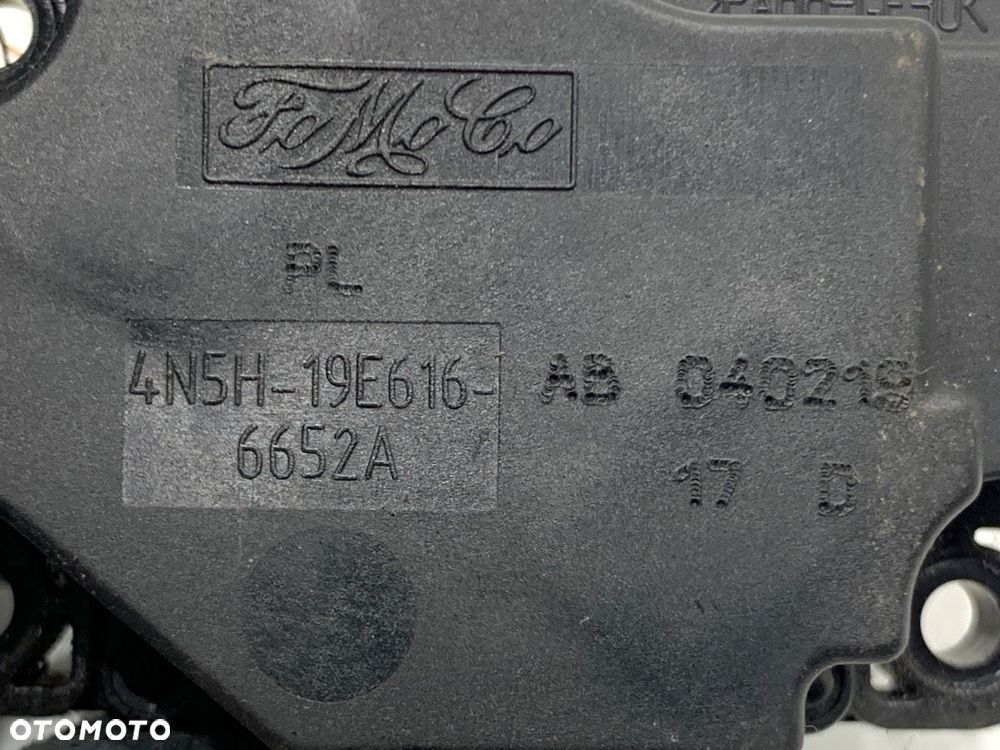 FoMoCo
PL
4N5H-19E616-
6652A
AB 040219
17 D
OTOMOTO